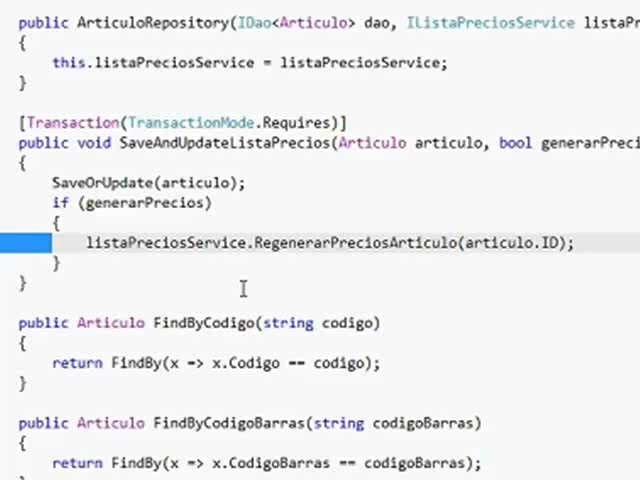 public ArticuloRepository(IDao<Articulo> dao, IListaPreciosService
{
this.listaPreciosService = listaPreciosService;
}
[Transaction(TransactionMode.Requires)]
public void SaveAndUpdateListaPrecios(Articulo articulo, bool
{
SaveOrUpdate(articulo);
if (generarPrecios)
{
listaPreciosService.RegenerarPreciosArticulo(articulo.ID);
}
}
public Articulo FindByCodigo(string codigo)
{
return FindBy(x => x.Codigo == codigo);
}
public Articulo FindByCodigoBarras(string codigoBarras)
{
return FindBy(x => x.CodigoBarras == codigoBarras);